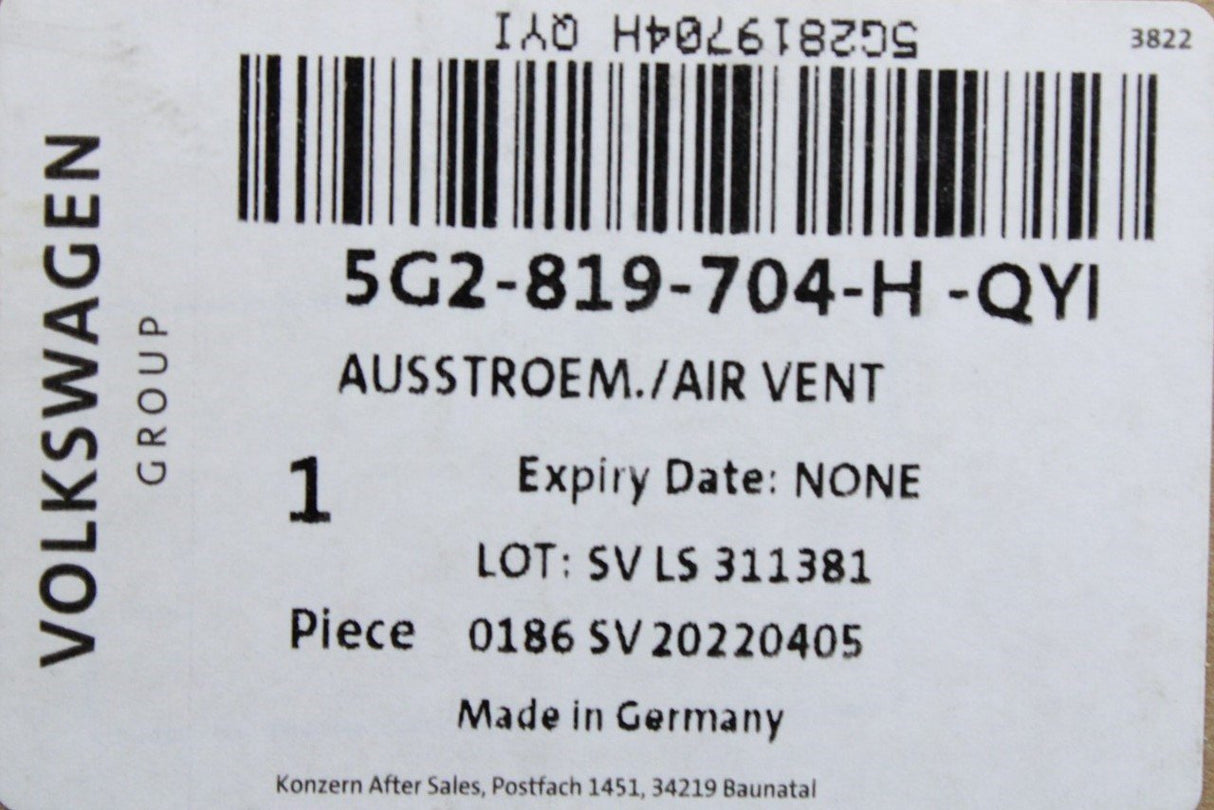 5G2819704H QYI
3822
VOLKSWAGEN
GROUP
5G2-819-704-H -QYI
AUSSTROEM./AIR VENT
1
Expiry Date: NONE
LOT: SV LS 311381
Piece 0186 SV 20220405
Made in Germany
Konzern After Sales, Postfach 1451, 34219 Baunatal